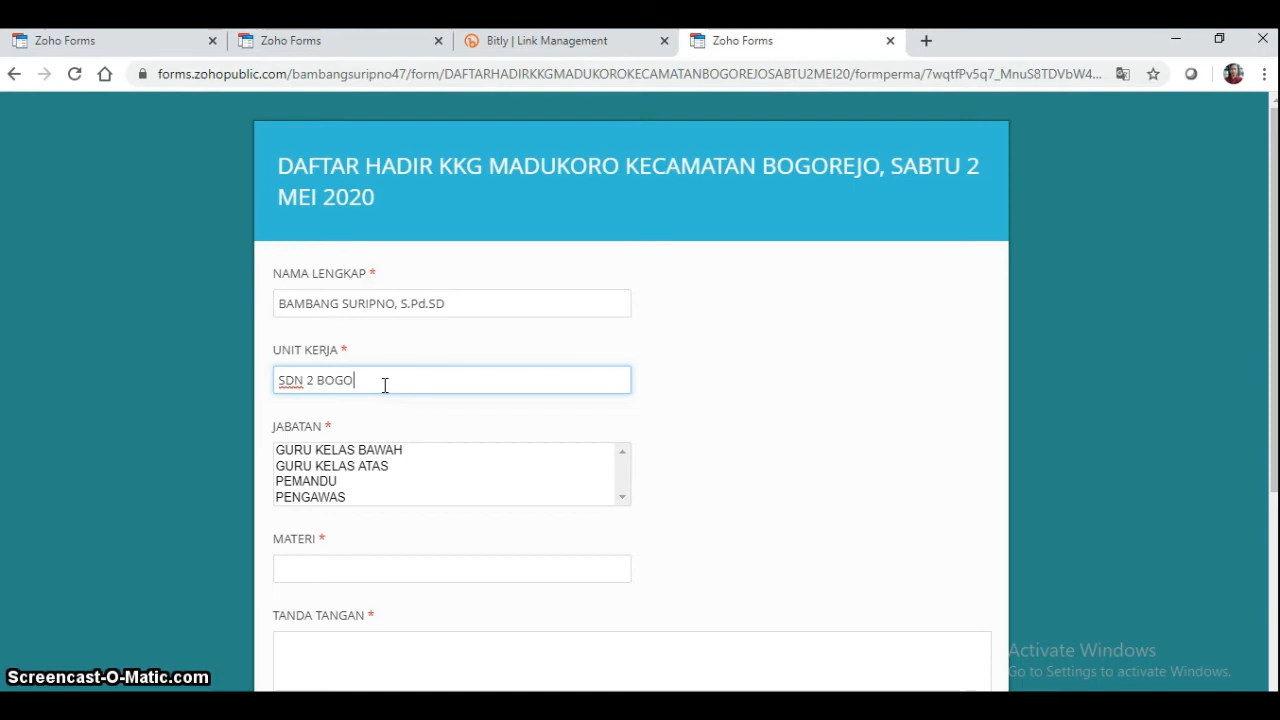 Zoho Forms
Zoho Forms
Bitly | Link Management
Zoho Forms
forms.zohopublic.com/bambangsuripno47/form/DAFTARHADIRKKGMADUKOROKECAMATANBOGOREJOSABTU2MEI20/formperma/7wqtfPv5q7_MnuS8TDVbW4...
DAFTAR HADIR KKG MADUKORO KECAMATAN BOGOREJO, SABTU 2
MEI 2020
NAMA LENGKAP *
BAMBANG SURIPNO, S.Pd.SD
UNIT KERJA *
SDN 2 BOGO
JABATAN *
GURU KELAS BAWAH
GURU KELAS ATAS
PEMANDU
PENGAWAS
MATERI *
TANDA TANGAN *
Activate Windows
Go to Settings to activate Windows.
Screencast-O-Matic.com